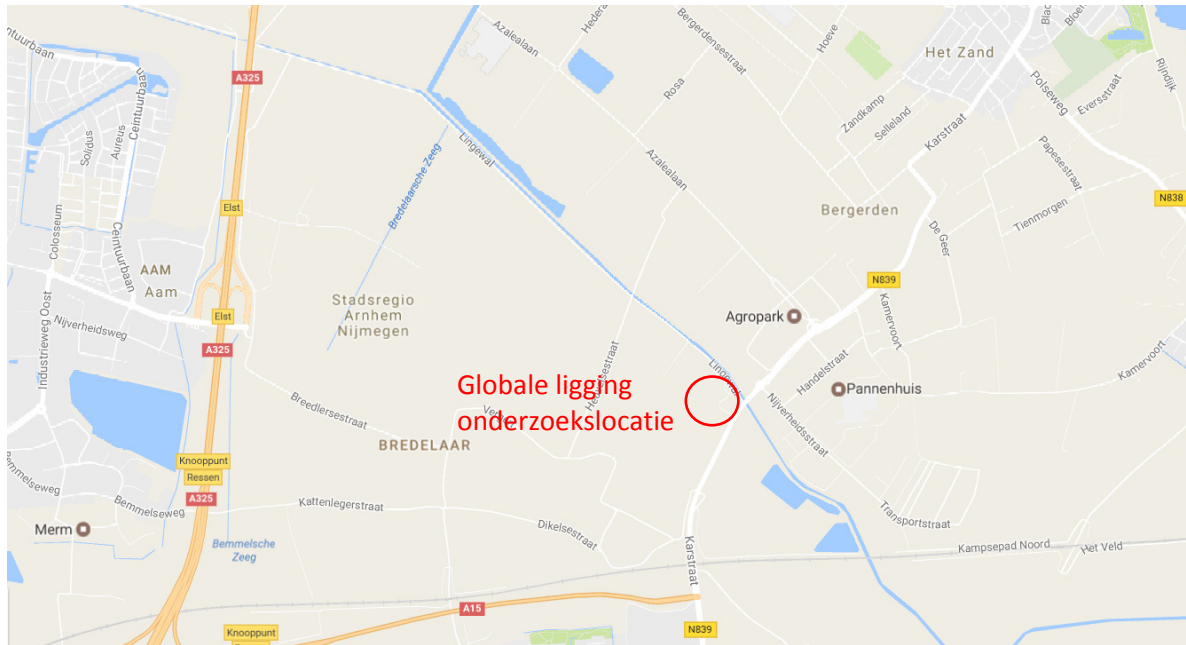 Ceintuurbaan
Azalealaan
Hedera
Bergerdensestraat
Hoeve
Het Zand
Polseweg
Eversstraat
Rijndijk
A325
Solidus
Aureus
Ceintuurbaan
Rosa
Zandkamp
Selleland
Karstraat
Papesestraat
Lingewal
Bredelaarsche Zeeg
Azalealaan
N838
Elst
Bergerden
Tienmorgen
De Geer
Colosseum
Ceintuurbaan
AAM
Aam
Stadsregio
Arnhem
Nijmegen
N839
Elst
Agropark
Kamervoort
Nijverheidsweg
A325
Industrieweg Oost
Lingewal
Handelstraat
Kamervoort
Globale ligging
onderzoekslocatie
Pannenhuis
Breedlersestraat
Nijverheidsstraat
BREDELAAR
Knooppunt
Ressen
A325
Bemmelseweg
Bemmelseweg
Kattenlegerstraat
Transportstraat
Merm
Dikelsestraat
Bemmelsche
Zeeg
Karstraat
Kampsepad Noord
Het Veld
A15
Knooppunt
N839